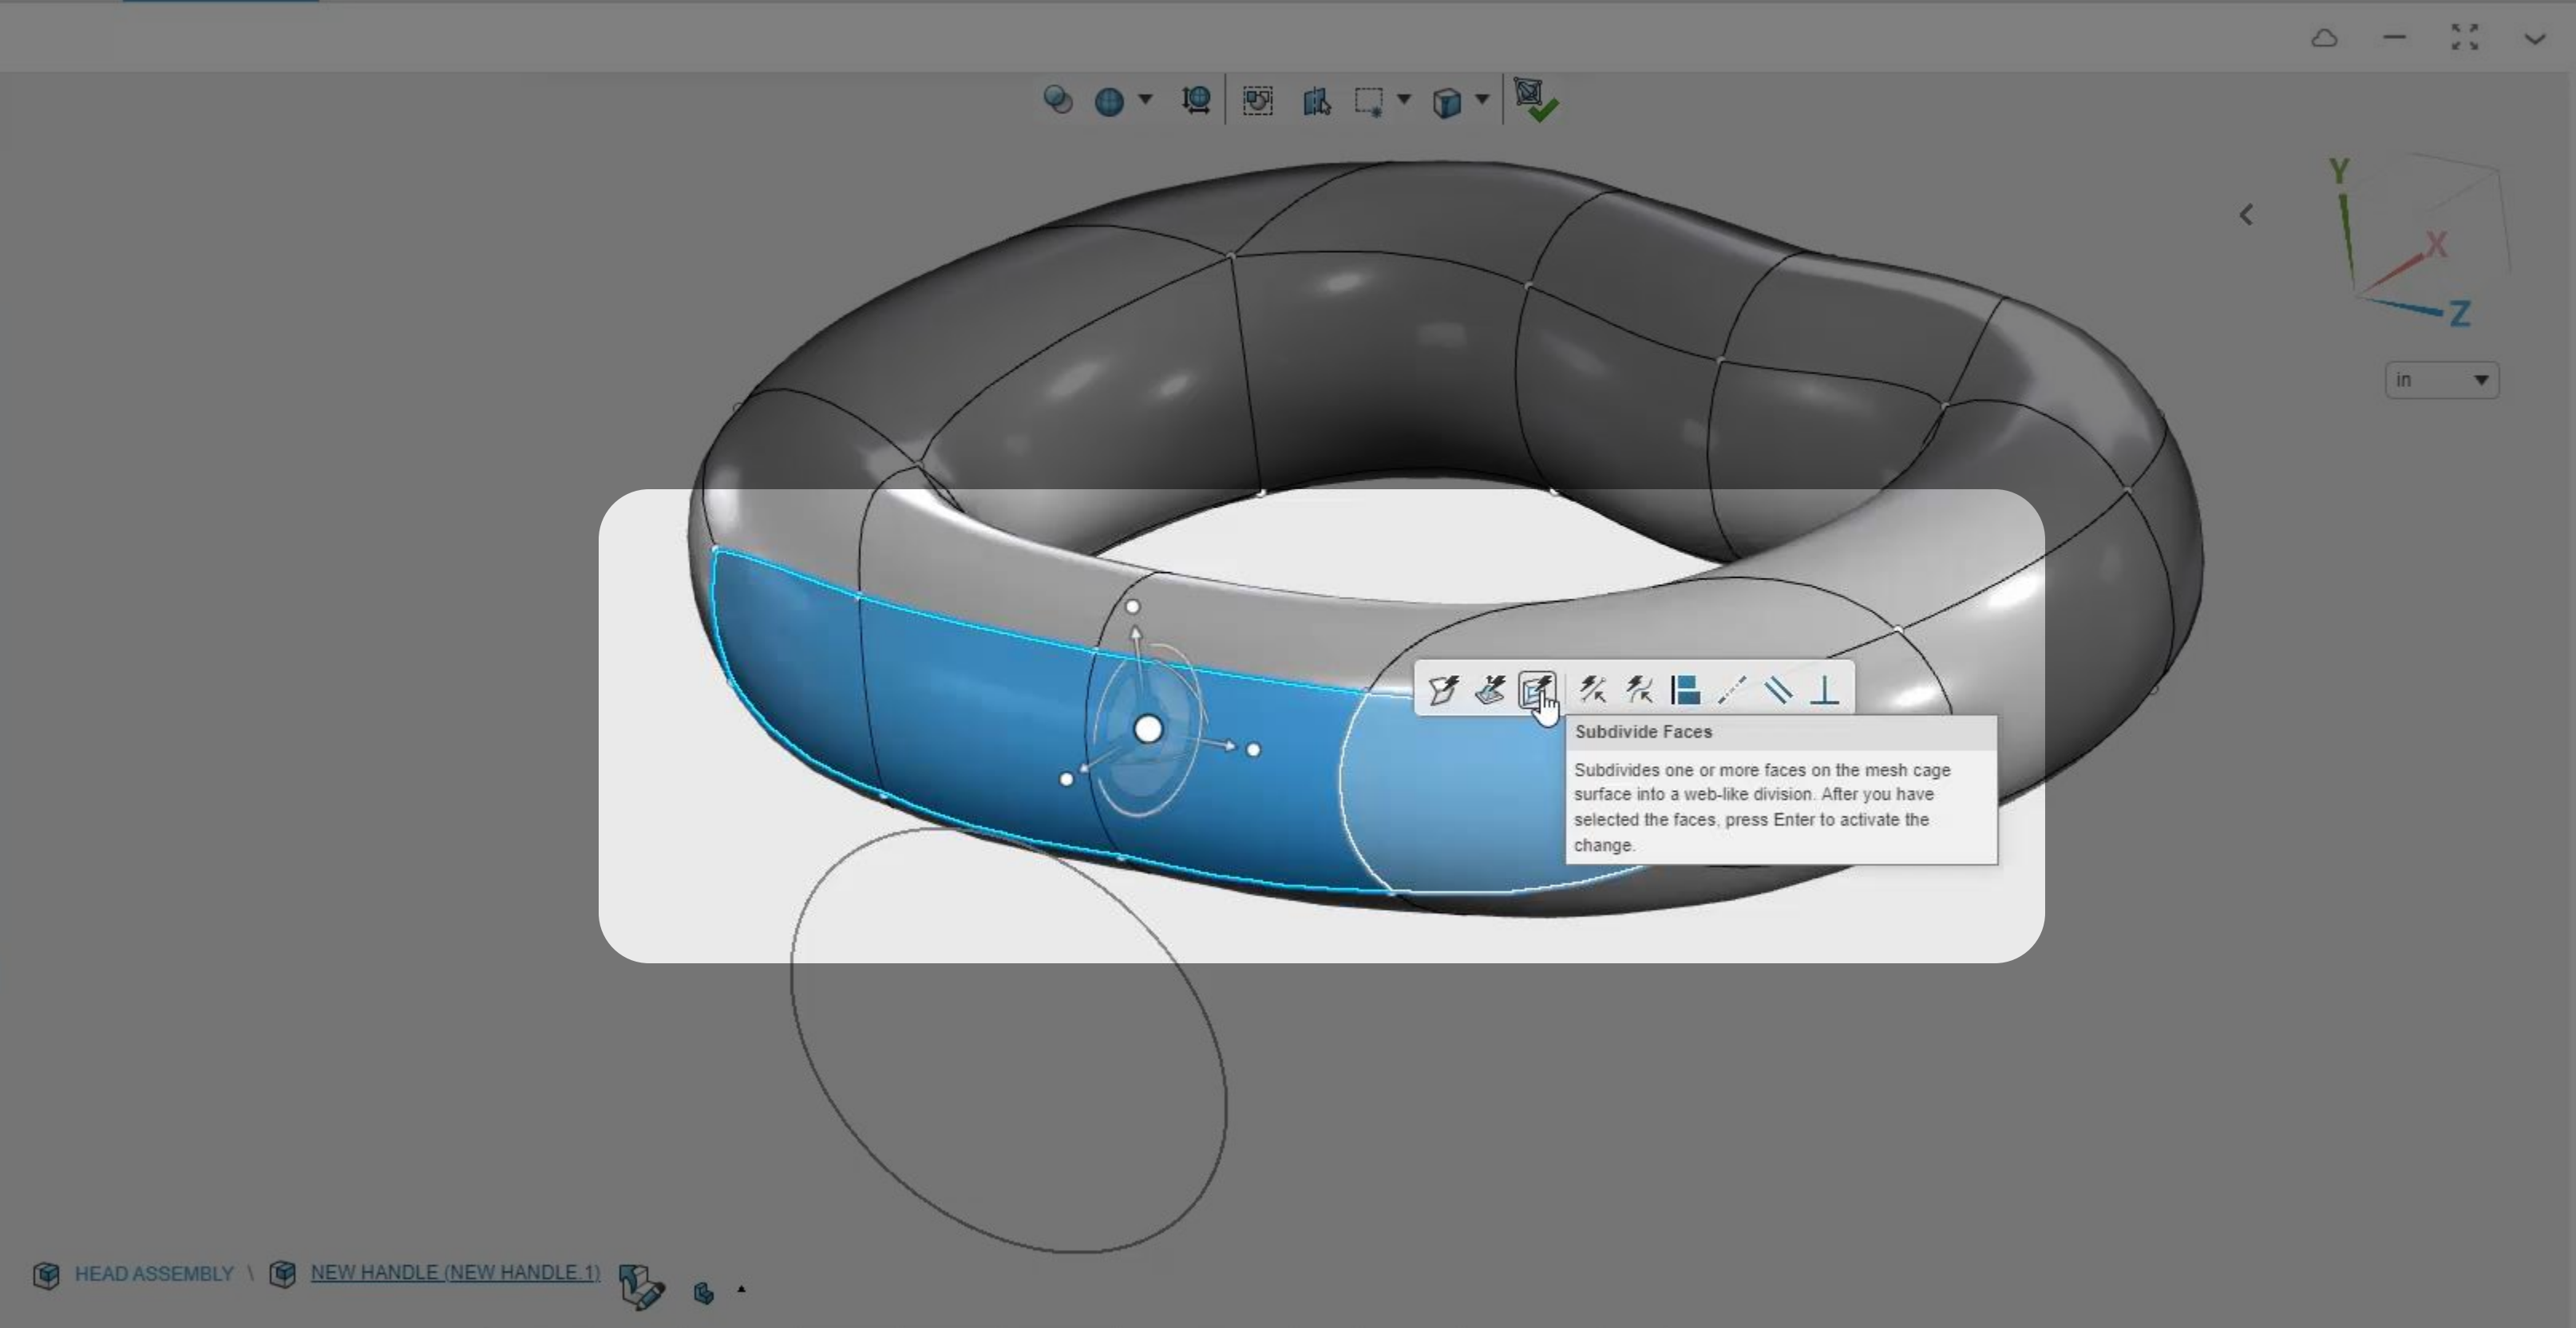 Y
X
Z
in
Subdivide Faces
Subdivides one or more faces on the mesh cage
surface into a web-like division. After you have
selected the faces, press Enter to activate the
change.
HEAD ASSEMBLY \ NEW HANDLE (NEW HANDLE.1)